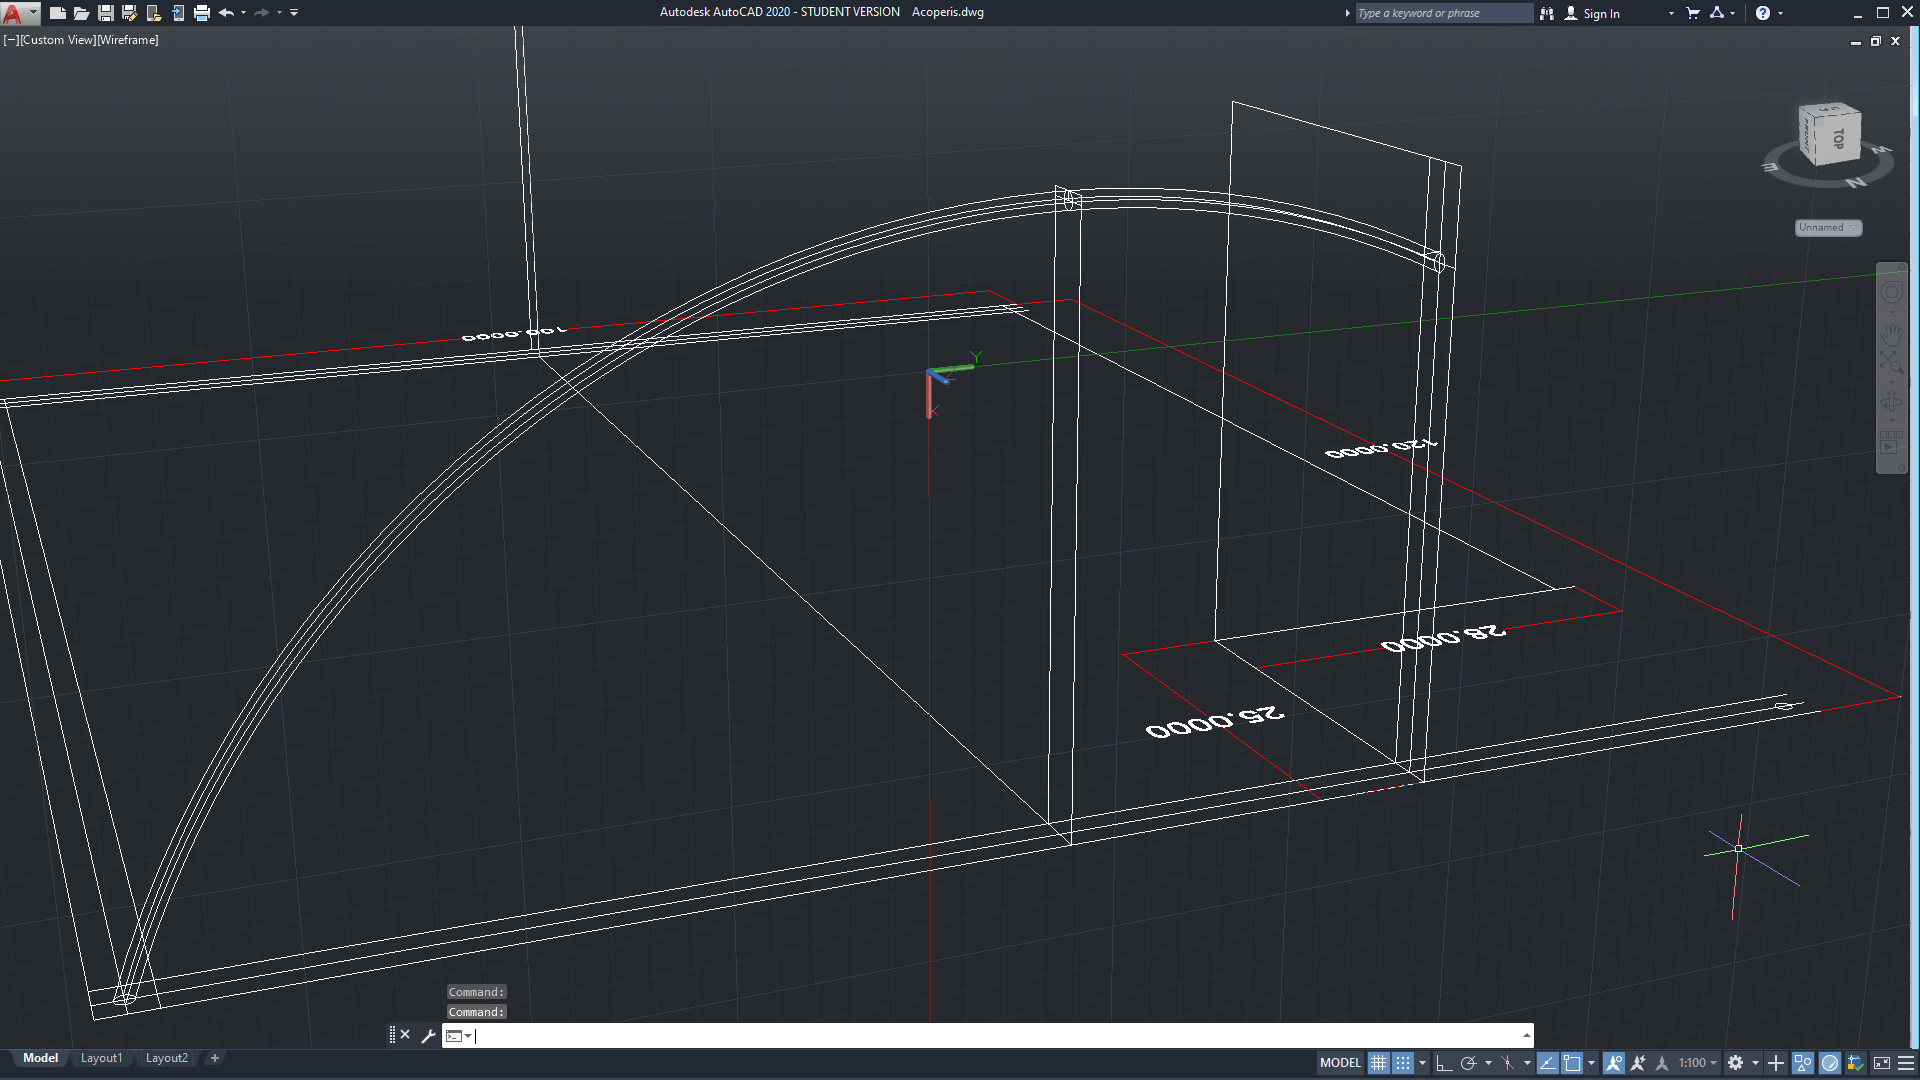 Autodesk AutoCAD 2020 - STUDENT VERSION Acoperis.dwg
Type a keyword or phrase
Sign In
[−][Custom View][Wireframe]
TOP
N
E
Unnamed
100.0000
Y
X
120.0000
28.0000
25.0000
Command:
Command:
Model Layout1 Layout2 +
MODEL 1:100